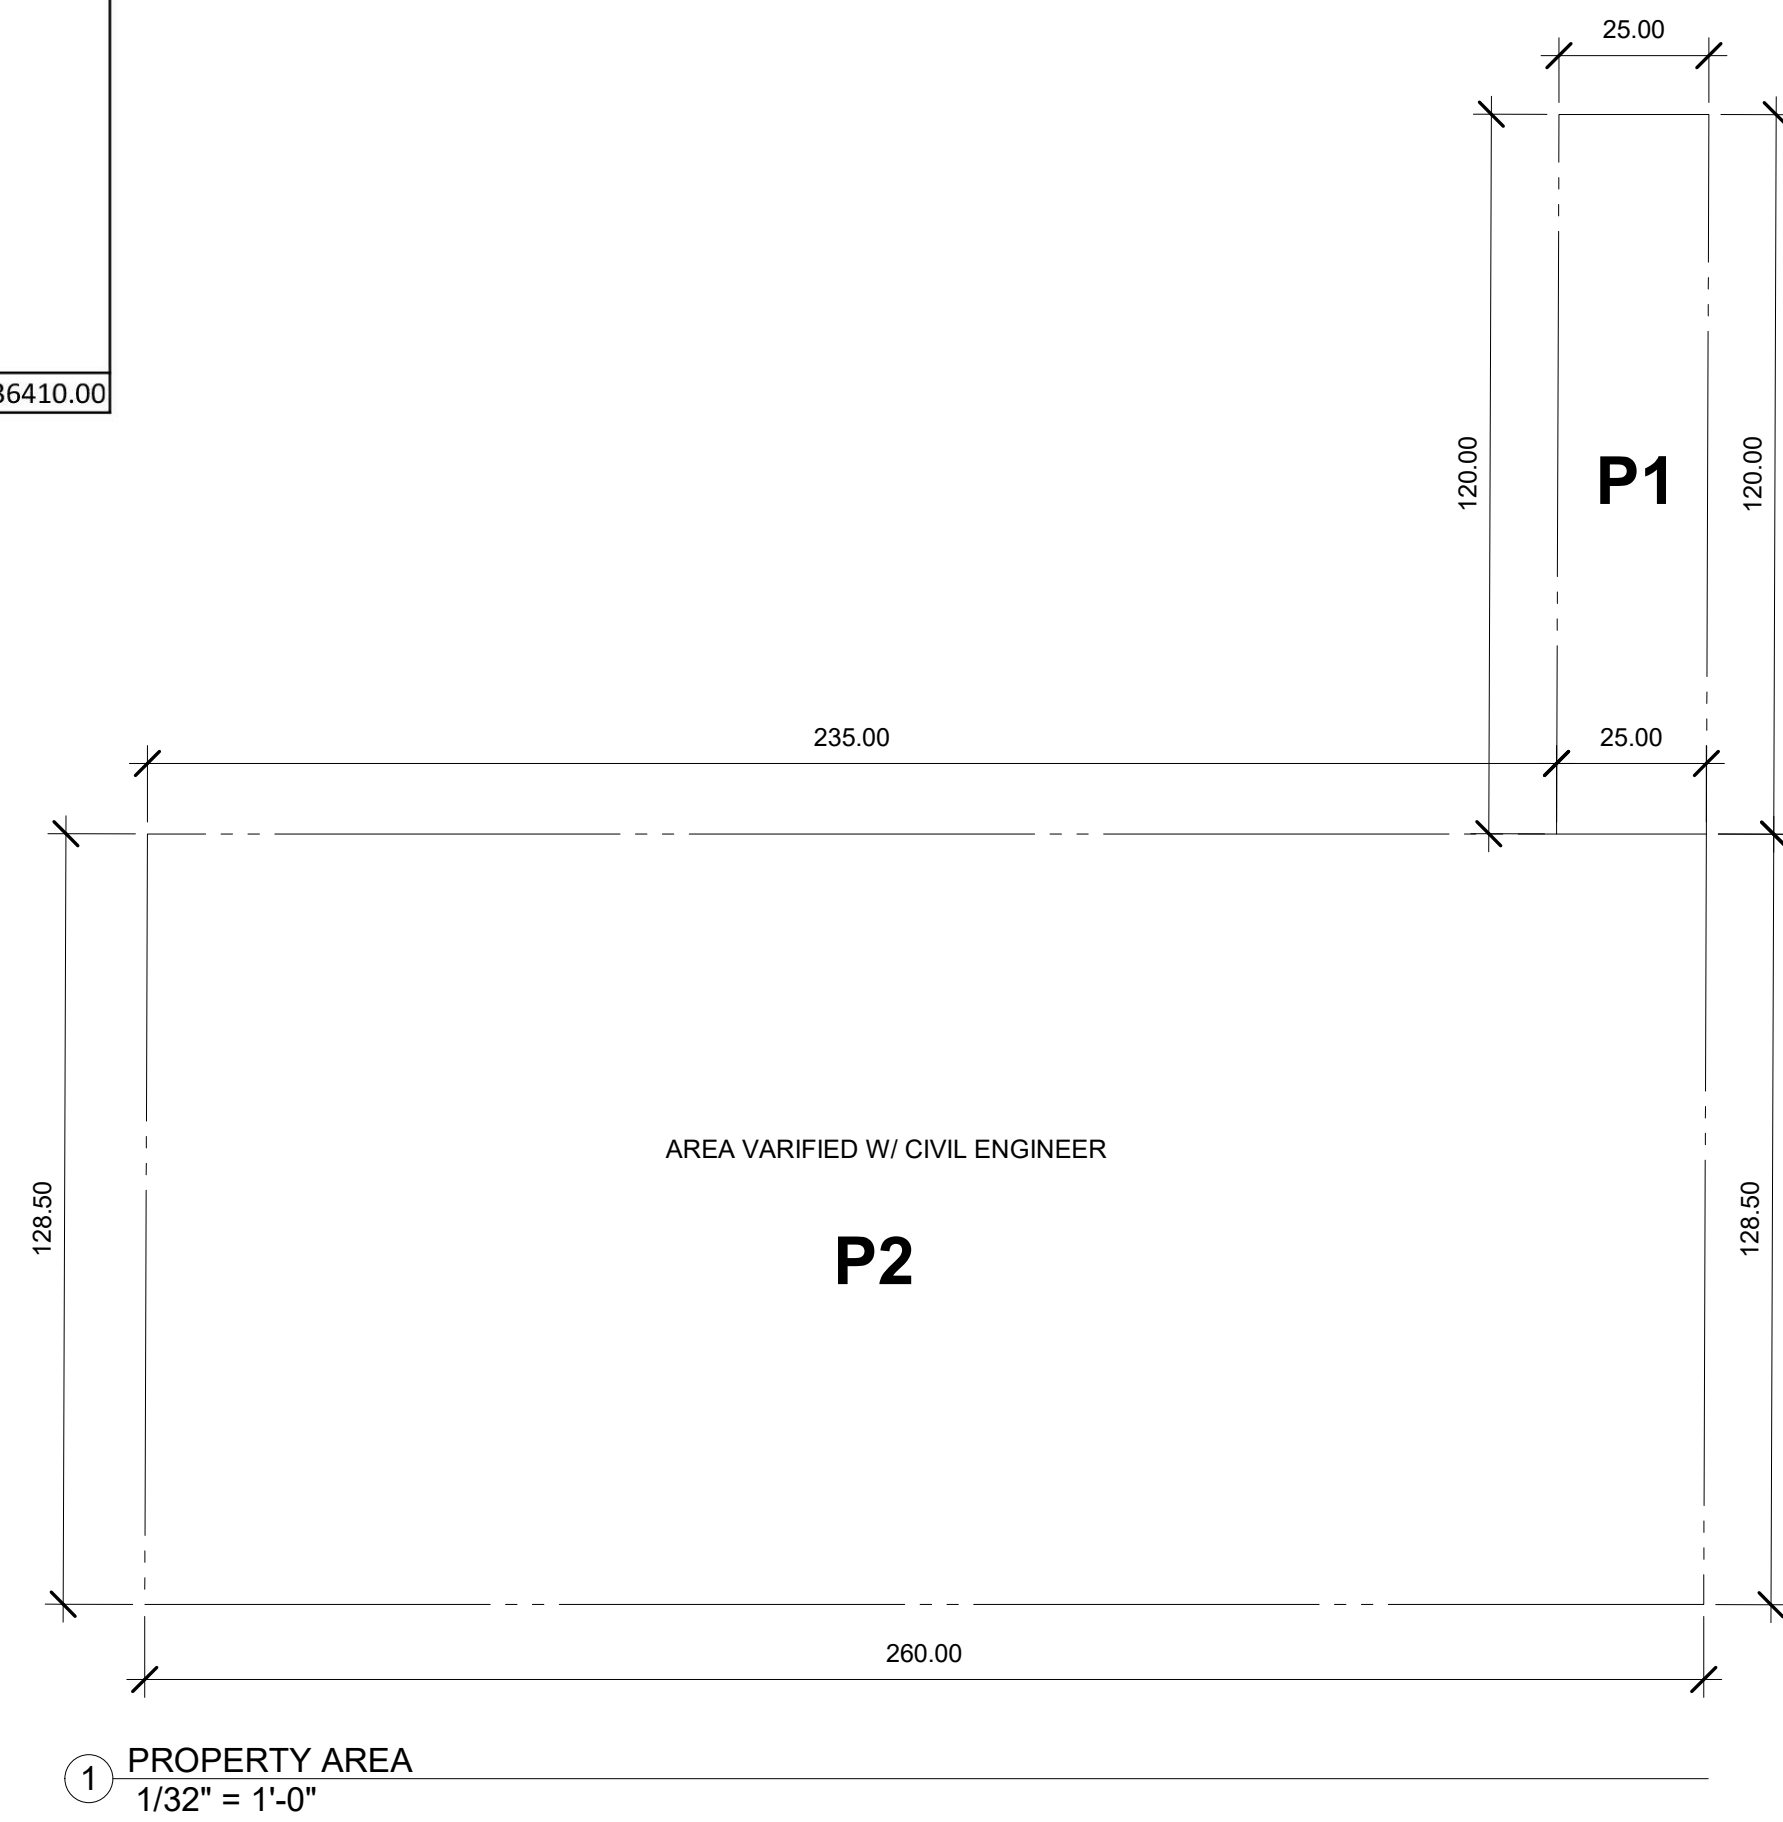 25.00
36410.00
120.00
P1
120.00
235.00
25.00
AREA VARIFIED W/ CIVIL ENGINEER
128.50
128.50
P2
260.00
1 PROPERTY AREA
1/32" = 1'-0"